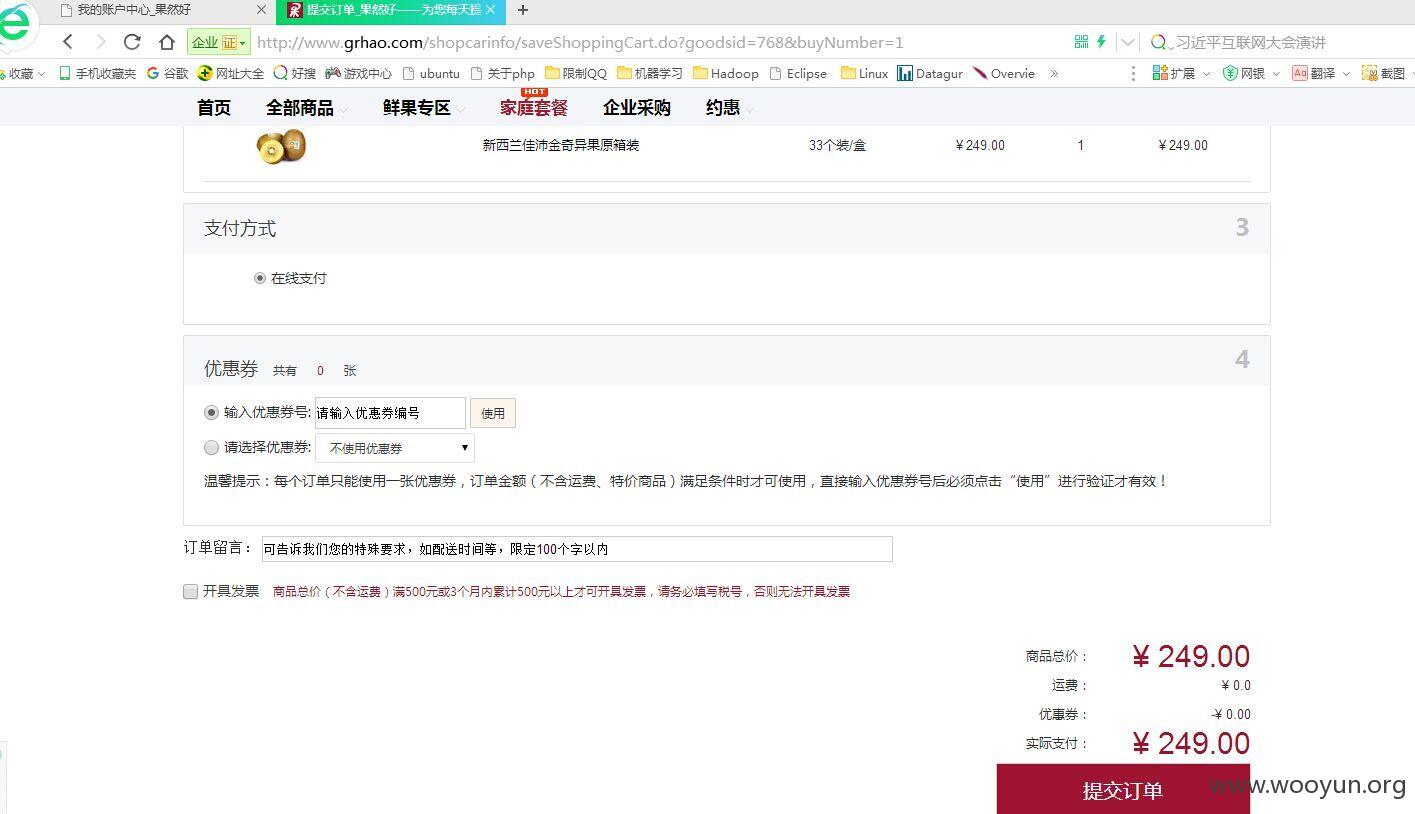 我的账户中心_果然好
提交订单_果然好——为您每天提
企业 证 http://www.grhao.com/shopcarinfo/saveShoppingCart.do?goodsid=768&buyNumber=1 习近平互联网大会演讲
收藏 手机收藏夹 谷歌 网址大全 好搜 游戏中心 ubuntu 关于php 限制QQ 机器学习 Hadoop Eclipse Linux Datagur Overvie » 扩展 网银 翻译 截图
HOT
首页 全部商品 鲜果专区 家庭套餐 企业采购 约惠
新西兰佳沛金奇异果原箱装 33个装/盒 ¥249.00 1 ¥249.00
支付方式 3
在线支付
优惠券 共有 0 张 4
输入优惠券号: 请输入优惠券编号 使用
请选择优惠券: 不使用优惠券
温馨提示：每个订单只能使用一张优惠券，订单金额（不含运费、特价商品）满足条件时才可使用，直接输入优惠券号后必须点击“使用”进行验证才有效！
订单留言： 可告诉我们您的特殊要求，如配送时间等，限定100个字以内
开具发票 商品总价（不含运费）满500元或3个月内累计500元以上才可开具发票，请务必填写税号，否则无法开具发票
商品总价： ¥ 249.00
运费： ¥ 0.0
优惠券： -¥ 0.00
实际支付： ¥ 249.00
提交订单
www.wooyun.org